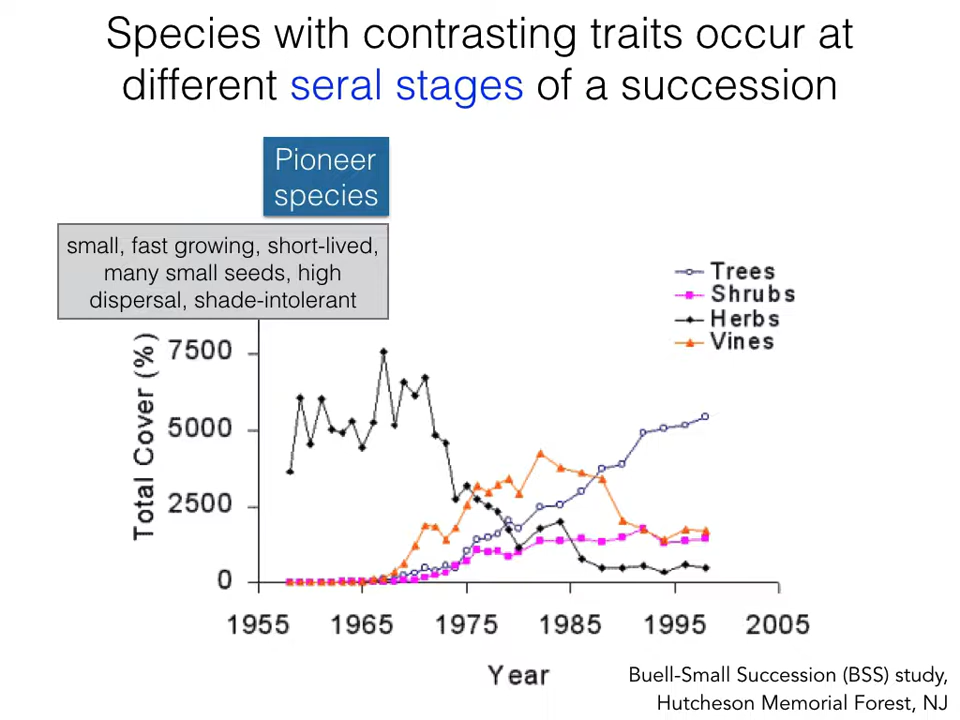 Species with contrasting traits occur at
different seral stages of a succession
Pioneer
species
small, fast growing, short-lived,
many small seeds, high
dispersal, shade-intolerant
Trees
Shrubs
Herbs
Vines
Total Cover (%)
7500
5000
2500
0
1955 1965 1975 1985 1995 2005
Year
Buell-Small Succession (BSS) study,
Hutcheson Memorial Forest, NJ